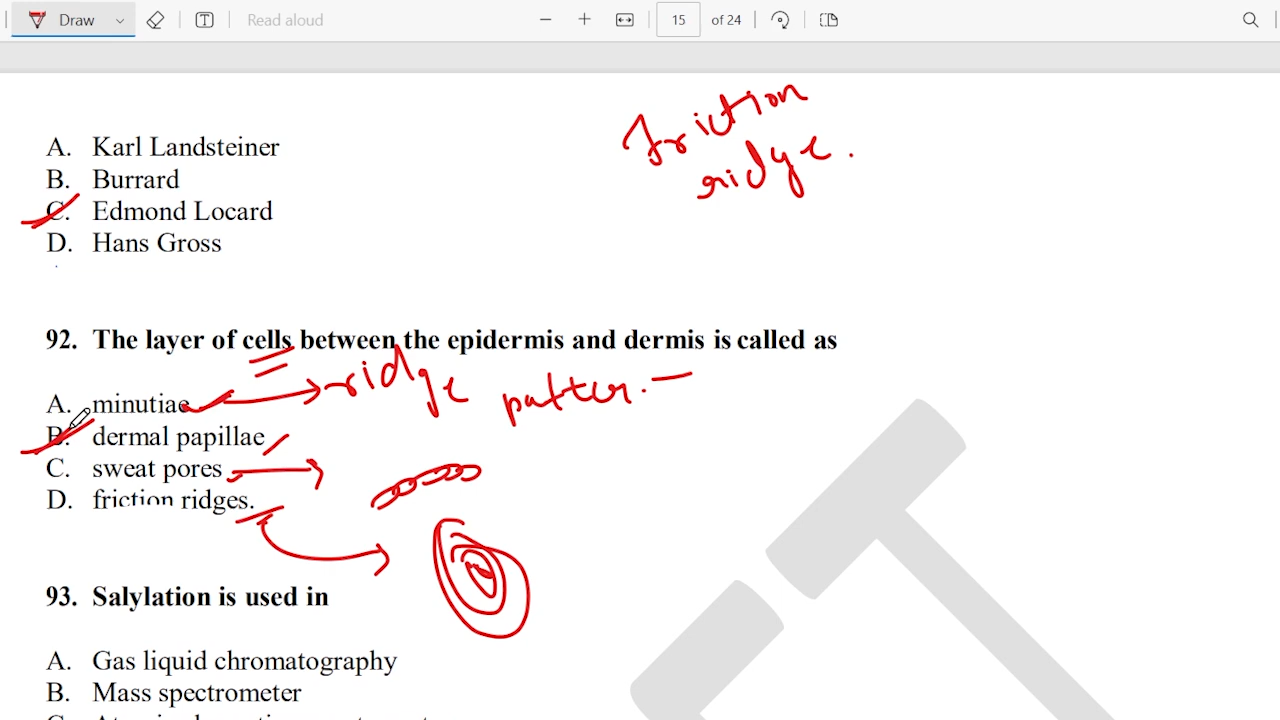 Draw
Read aloud
15 of 24
Friction
ridge.
A. Karl Landsteiner
B. Burrard
C. Edmond Locard
D. Hans Gross
92. The layer of cells between the epidermis and dermis is called as
ridge patter.
A. minutiae
B. dermal papillae
C. sweat pores
D. friction ridges.
93. Salylation is used in
A. Gas liquid chromatography
B. Mass spectrometer